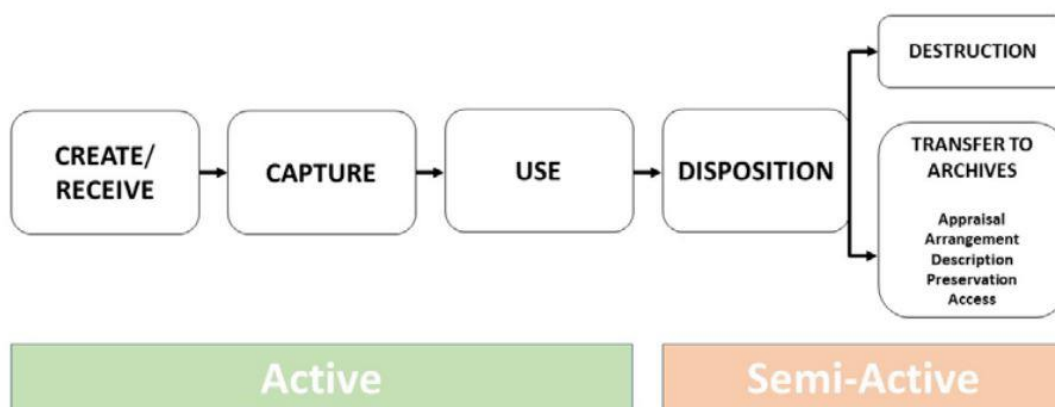 CREATE/
RECEIVE
CAPTURE
USE
DISPOSITION
DESTRUCTION
TRANSFER TO
ARCHIVES
Appraisal
Arrangement
Description
Preservation
Access
Active
Semi-Active